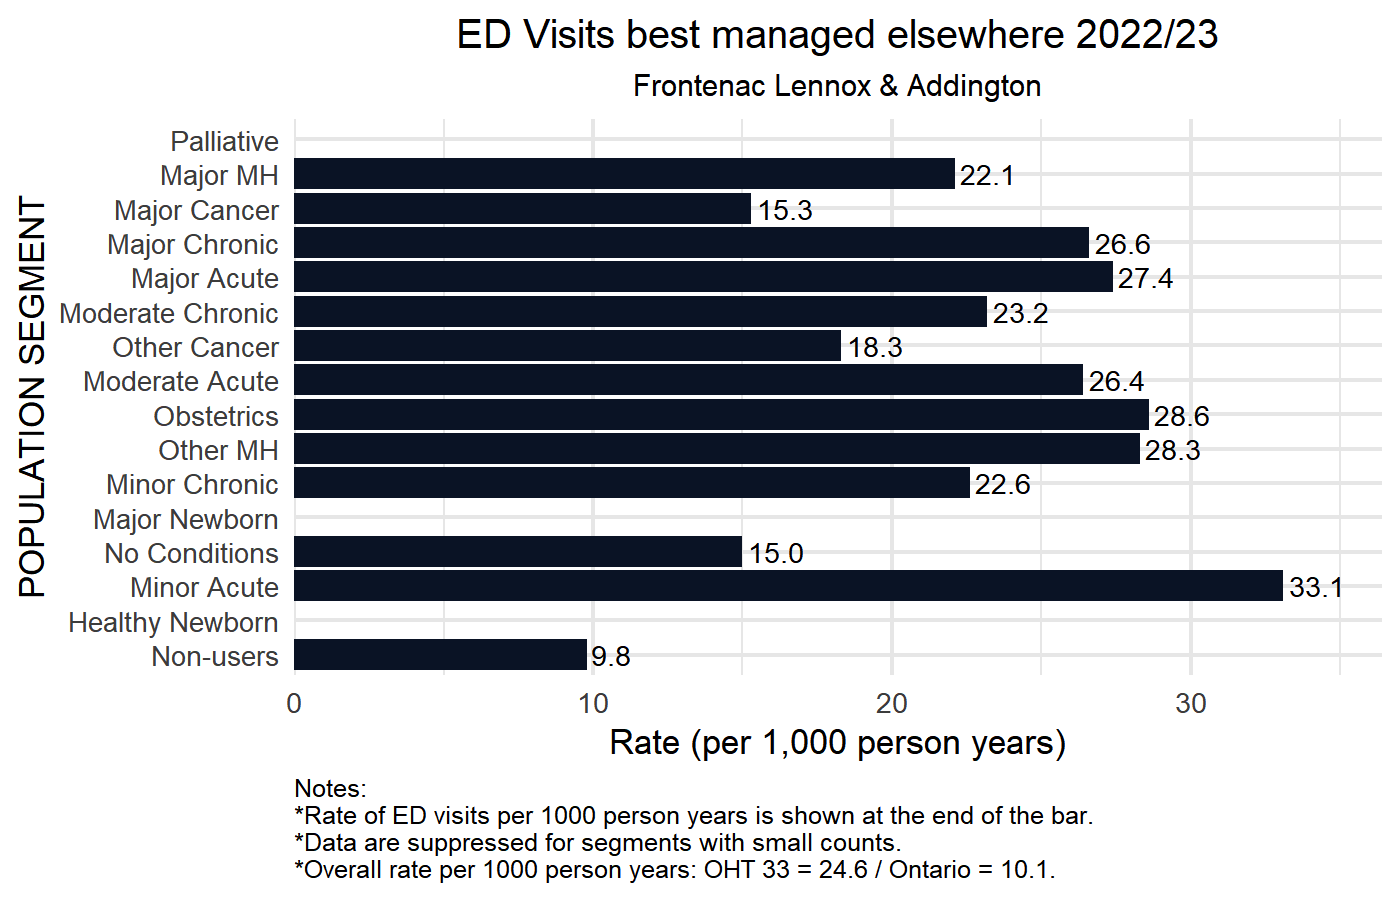 ED Visits best managed elsewhere 2022/23
Frontenac Lennox & Addington
POPULATION SEGMENT
Palliative
Major MH 22.1
Major Cancer 15.3
Major Chronic 26.6
Major Acute 27.4
Moderate Chronic 23.2
Other Cancer 18.3
Moderate Acute 26.4
Obstetrics 28.6
Other MH 28.3
Minor Chronic 22.6
Major Newborn
No Conditions 15.0
Minor Acute 33.1
Healthy Newborn
Non-users 9.8
0 10 20 30
Rate (per 1,000 person years)
Notes:
*Rate of ED visits per 1000 person years is shown at the end of the bar.
*Data are suppressed for segments with small counts.
*Overall rate per 1000 person years: OHT 33 = 24.6 / Ontario = 10.1.